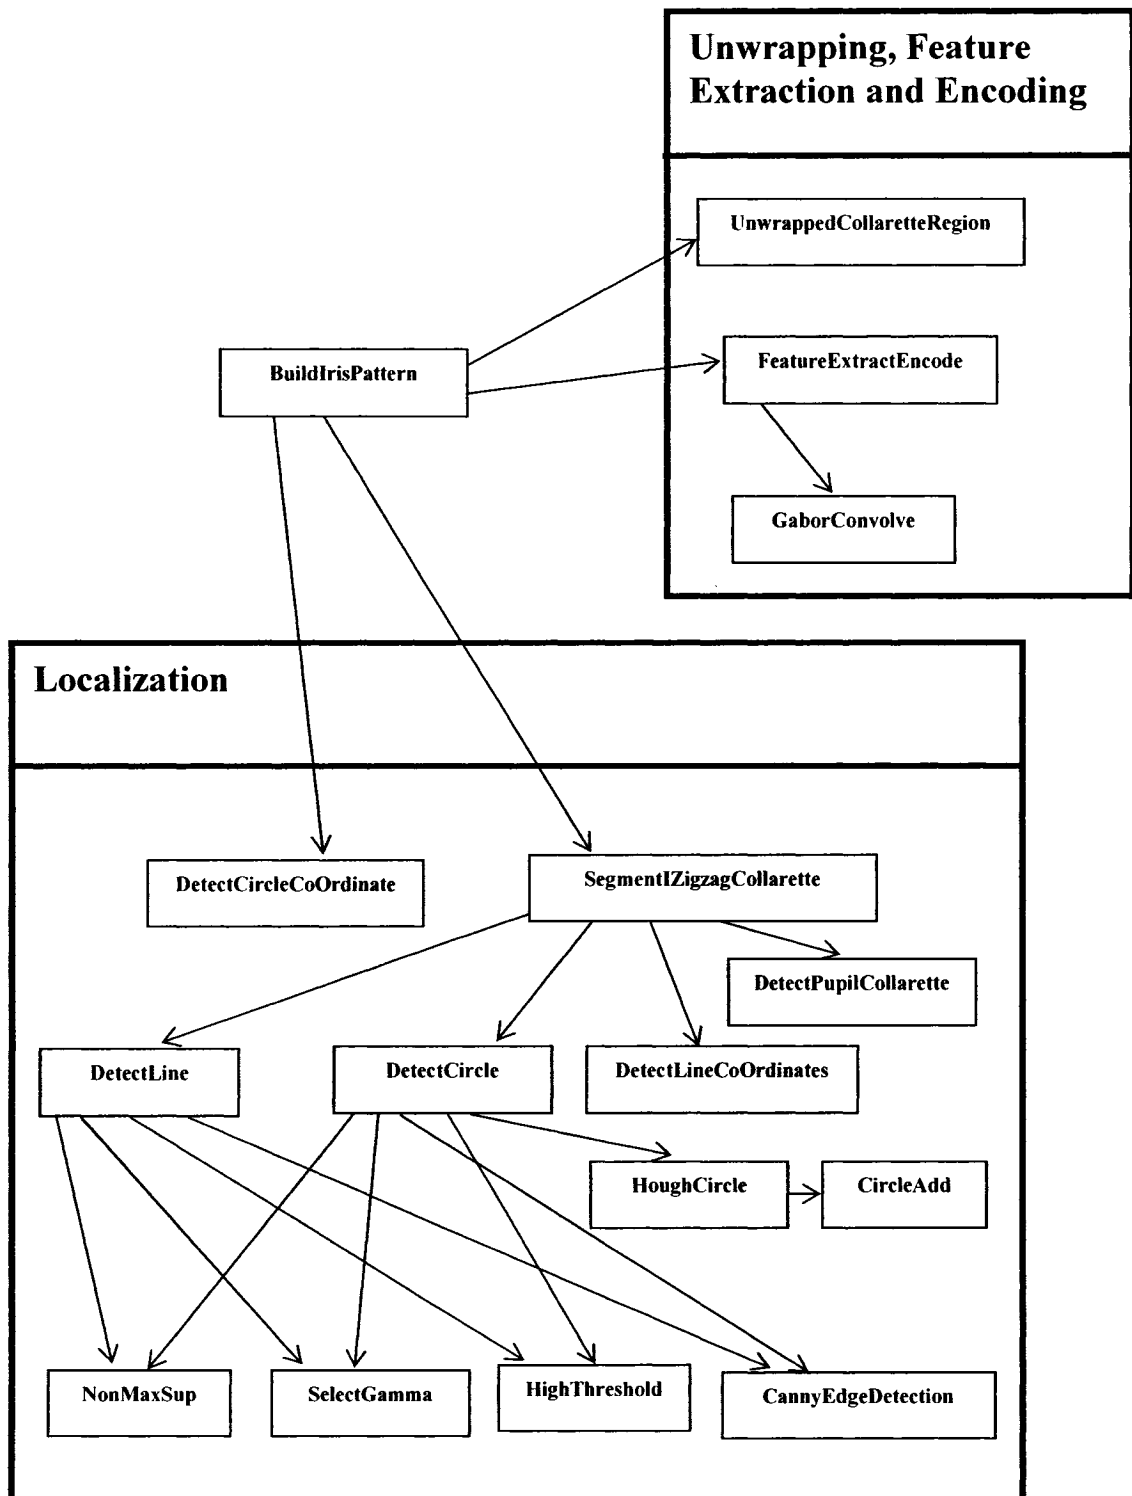 Unwrapping, Feature
Extraction and Encoding
UnwrappedCollaretteRegion
BuildIrisPattern
FeatureExtractEncode
GaborConvolve
Localization
DetectCircleCoOrdinate
SegmentIZigzagCollarette
DetectPupilCollarette
DetectLine
DetectCircle
DetectLineCoOrdinates
HoughCircle
CircleAdd
NonMaxSup
SelectGamma
HighThreshold
CannyEdgeDetection